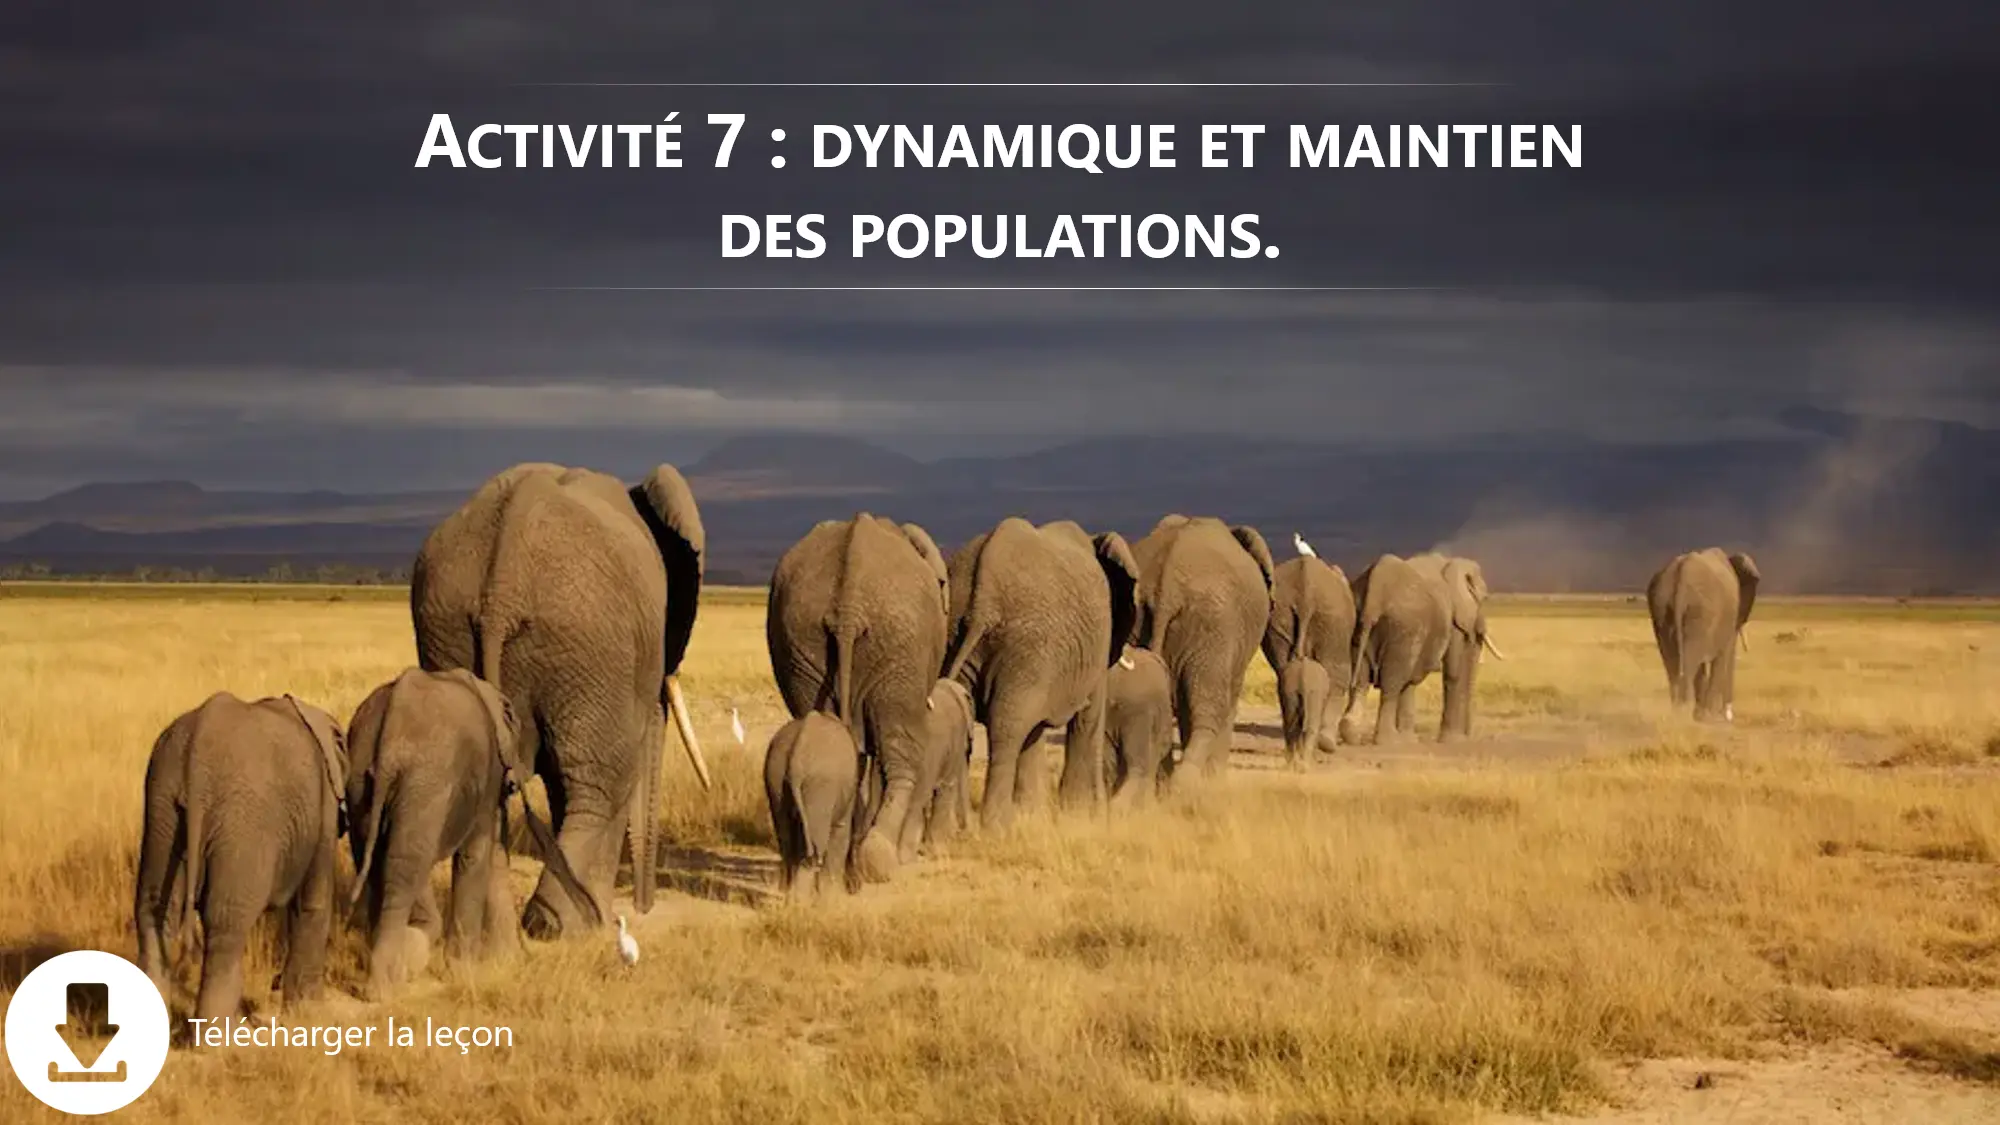 Activité 7 : dynamique et maintien
des populations.
Télécharger la leçon